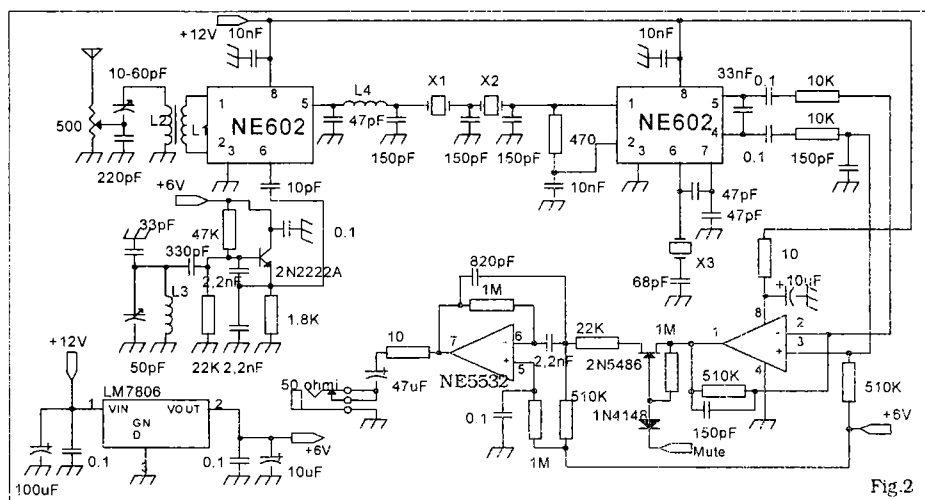 +12V
10nF
10nF
8
8
10-60pF
500
L2
L1
220pF
1
2
3
6
5
NE602
L4
47pF
150pF
X1
X2
150pF
150pF
470
10nF
1
2
3
6
7
5
4
NE602
33nF
0.1
10K
10K
0.1
150pF
47pF
47pF
X3
68pF
+6V
33pF
330pF
47K
10pF
0.1
2N2222A
2,2nF
L3
50pF
22K
2,2nF
1.8K
820pF
1M
10
7
6
5
2,2nF
NE5532
22K
1M
2N5486
1N4148
Mute
1
8
2
3
4
10
+10uF
510K
150pF
510K
+6V
50 ohmi
47uF
0.1
1M
510K
+12V
LM7806
1
VIN
VOUT
2
GN
D
3
100uF
0.1
0.1
10uF
+6V
Fig.2